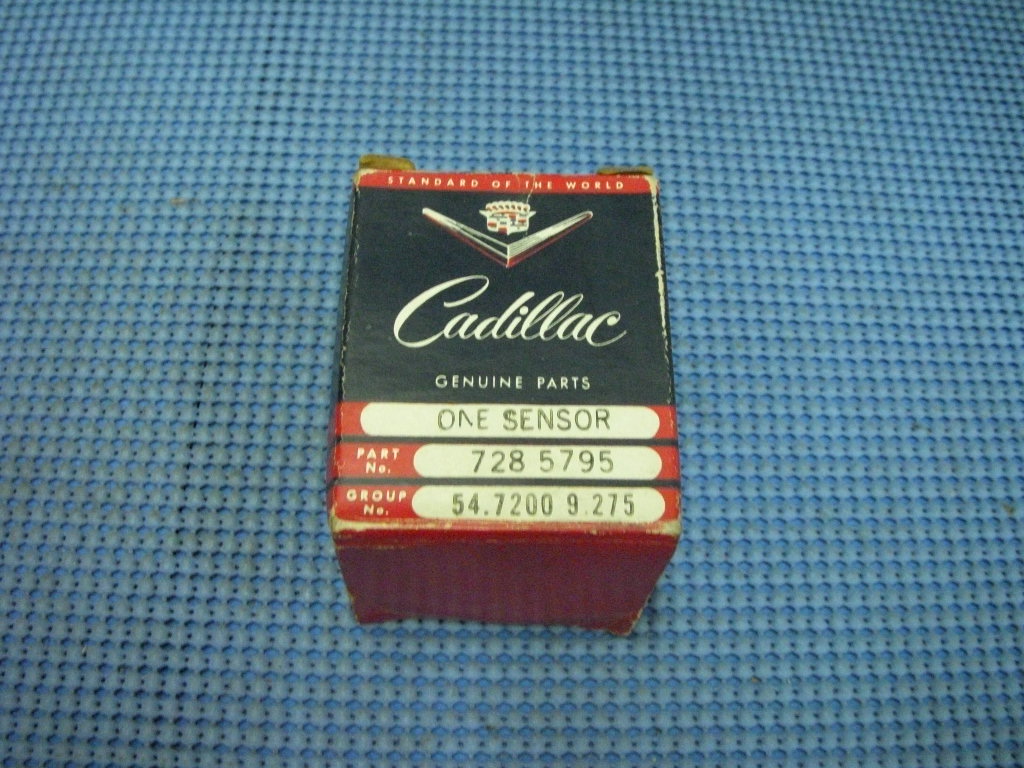 STANDARD OF THE WORLD
Cadillac
GENUINE PARTS
ONE SENSOR
PART No. 728 5795
GROUP No. 54.7200 9.275